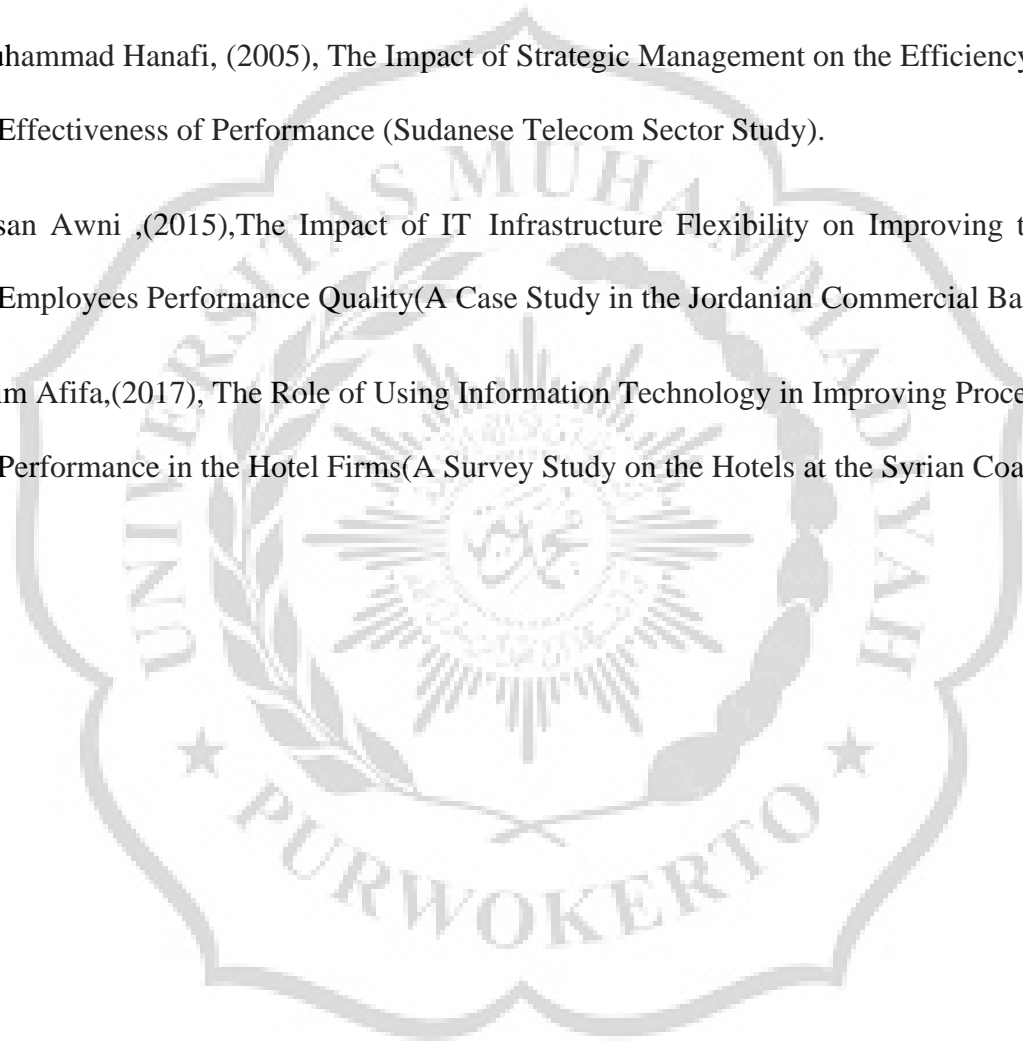 uhammad Hanafi, (2005), The Impact of Strategic Management on the Efficiency
Effectiveness of Performance (Sudanese Telecom Sector Study).
san Awni ,(2015),The Impact of IT Infrastructure Flexibility on Improving t
Employees Performance Quality(A Case Study in the Jordanian Commercial Ba
m Afifa,(2017), The Role of Using Information Technology in Improving Proce
Performance in the Hotel Firms(A Survey Study on the Hotels at the Syrian Coa
UNIVERSITAS MUHAMMADIYAH
PURWOKERTO